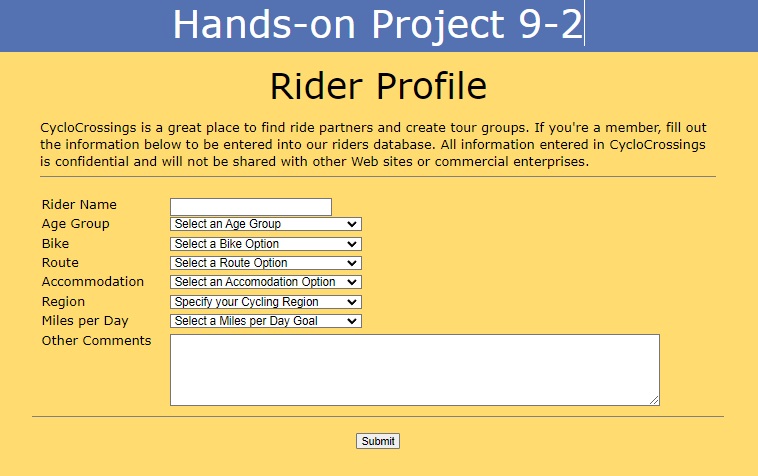 Hands-on Project 9-2
Rider Profile
CycloCrossings is a great place to find ride partners and create tour groups. If you're a member, fill out
the information below to be entered into our riders database. All information entered in CycloCrossings
is confidential and will not be shared with other Web sites or commercial enterprises.
Rider Name
Age Group Select an Age Group
Bike Select a Bike Option
Route Select a Route Option
Accommodation Select an Accomodation Option
Region Specify your Cycling Region
Miles per Day Select a Miles per Day Goal
Other Comments
Submit